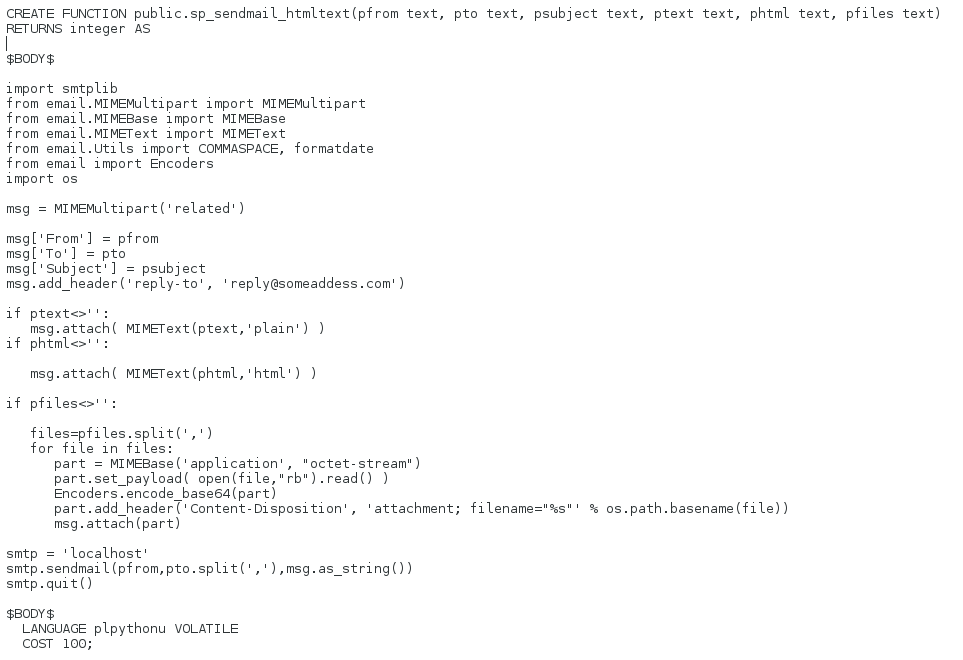 CREATE FUNCTION public.sp_sendmail_htmltext(pfrom text, pto text, psubject text, ptext text, phtml text, pfiles text)
RETURNS integer AS
$BODY$
import smtplib
from email.MIMEMultipart import MIMEMultipart
from email.MIMEBase import MIMEBase
from email.MIMEText import MIMEText
from email.Utils import COMMASPACE, formatdate
from email import Encoders
import os
msg = MIMEMultipart('related')
msg['From'] = pfrom
msg['To'] = pto
msg['Subject'] = psubject
msg.add_header('reply-to', 'reply@someaddess.com')
if ptext<>'':
   msg.attach( MIMEText(ptext,'plain') )
if phtml<>'':
   msg.attach( MIMEText(phtml,'html') )
if pfiles<>'':
   files=pfiles.split(',')
   for file in files:
      part = MIMEBase('application', "octet-stream")
      part.set_payload( open(file,"rb").read() )
      Encoders.encode_base64(part)
      part.add_header('Content-Disposition', 'attachment; filename="%s"' % os.path.basename(file))
      msg.attach(part)
smtp = 'localhost'
smtp.sendmail(pfrom,pto.split(','),msg.as_string())
smtp.quit()
$BODY$
  LANGUAGE plpythonu VOLATILE
  COST 100;